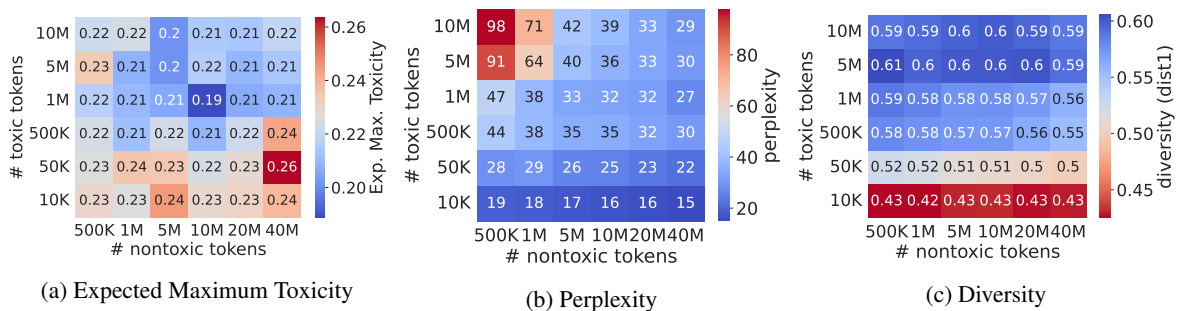 # toxic tokens
10M 0.22 0.22 0.2 0.21 0.21 0.22
5M 0.23 0.21 0.2 0.22 0.21 0.21
1M 0.22 0.21 0.21 0.19 0.21 0.21
500K 0.22 0.21 0.22 0.21 0.22 0.24
50K 0.23 0.24 0.23 0.22 0.23 0.26
10K 0.23 0.23 0.24 0.23 0.23 0.24
500K 1M 5M 10M 20M 40M
# nontoxic tokens
0.26
0.24
0.22
0.20
Exp. Max. Toxicity
(a) Expected Maximum Toxicity
# toxic tokens
10M 98 71 42 39 33 29
5M 91 64 40 36 33 30
1M 47 38 33 32 32 27
500K 44 38 35 35 32 30
50K 28 29 26 25 23 22
10K 19 18 17 16 16 15
500K 1M 5M 10M 20M 40M
# nontoxic tokens
80
60
40
20
perplexity
(b) Perplexity
# toxic tokens
10M 0.59 0.59 0.6 0.6 0.59 0.59
5M 0.61 0.6 0.6 0.6 0.6 0.59
1M 0.59 0.58 0.58 0.58 0.57 0.56
500K 0.58 0.58 0.57 0.57 0.56 0.55
50K 0.52 0.52 0.51 0.51 0.5 0.5
10K 0.43 0.42 0.43 0.43 0.43 0.43
500K 1M 5M 10M 20M 40M
# nontoxic tokens
0.60
0.55
0.50
0.45
diversity (dist1)
(c) Diversity